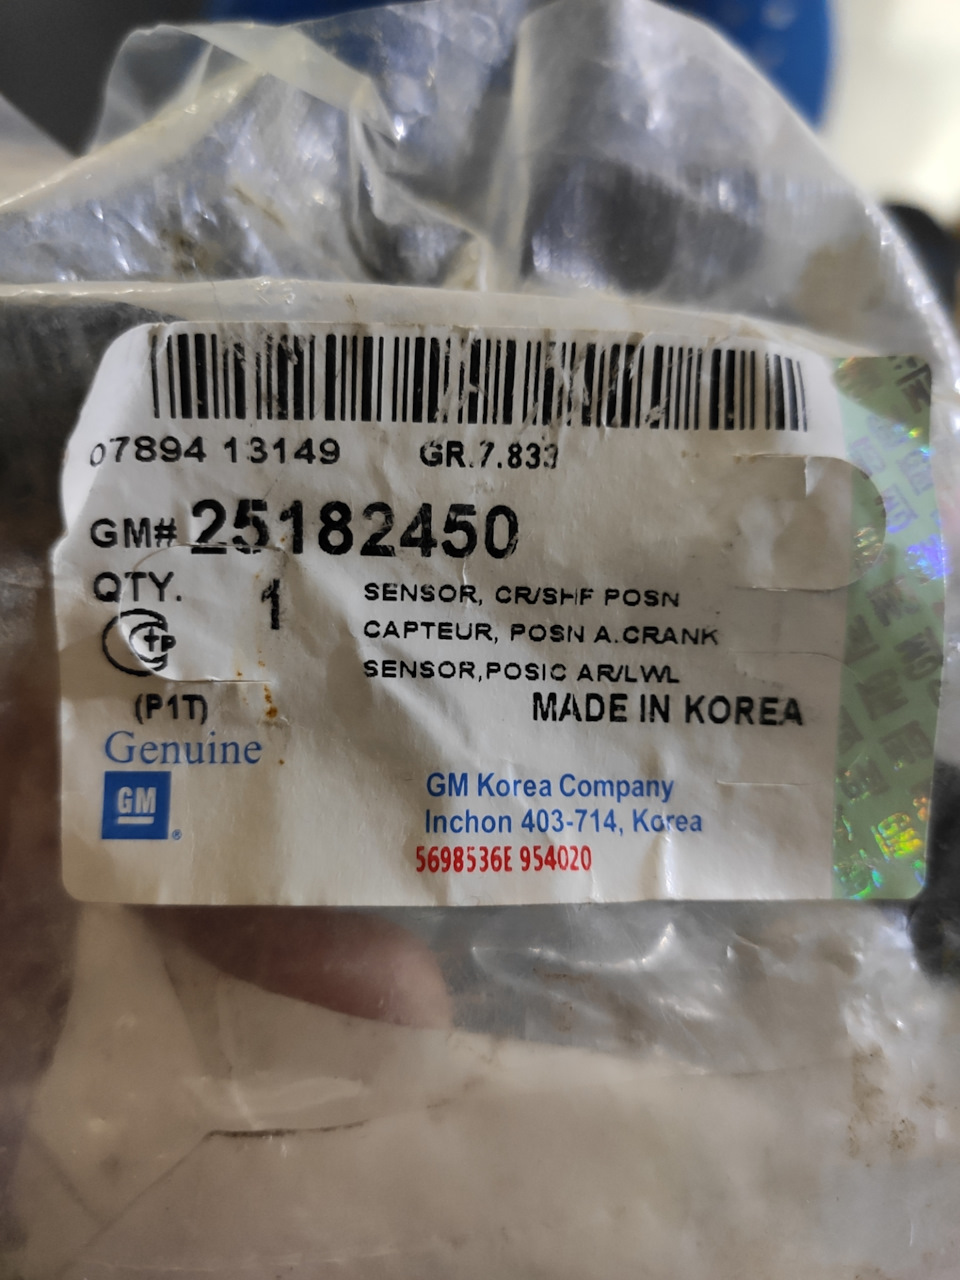 07894 13149 GR.7.833
GM# 25182450
QTY. 1 SENSOR, CR/SHF POSN
CAPTEUR, POSN A.CRANK
SENSOR,POSIC AR/LWL
(P1T) MADE IN KOREA
Genuine
GM ®
GM Korea Company
Inchon 403-714, Korea
5698536E 954020